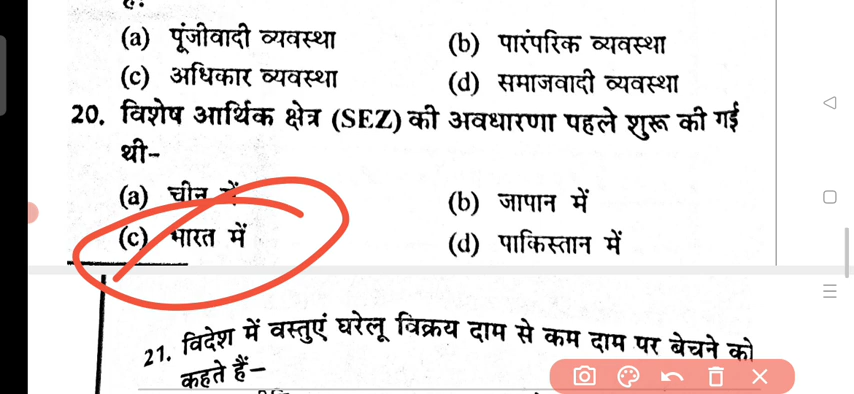 (a) पूंजीवादी व्यवस्था (b) पारंपरिक व्यवस्था
(c) अधिकार व्यवस्था (d) समाजवादी व्यवस्था
20. विशेष आर्थिक क्षेत्र (SEZ) की अवधारणा पहले शुरू की गई
थी-
(a) चीन में (b) जापान में
(c) भारत में (d) पाकिस्तान में
21. विदेश में वस्तुएं घरेलू विक्रय दाम से कम दाम पर बेचने को
कहते हैं-